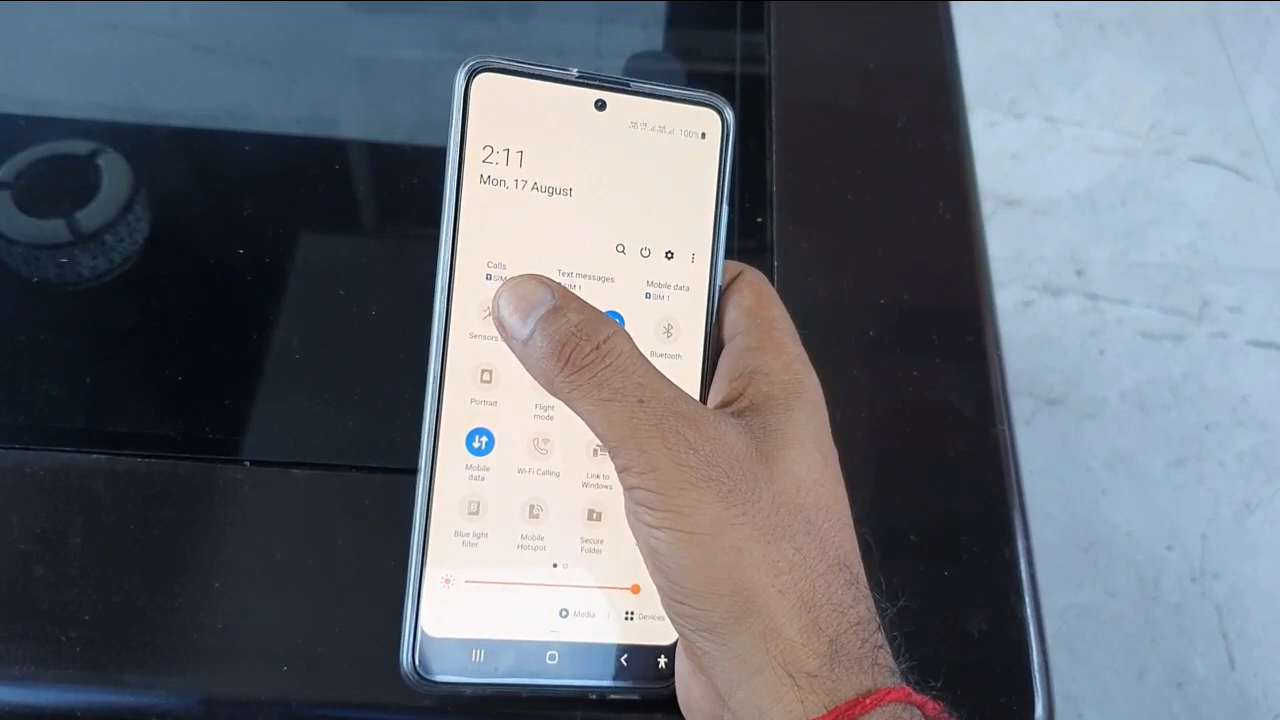 100%
2:11
Mon, 17 August
Calls
SIM
Text messages
SIM 1
Mobile data
SIM 1
Sensors
Bluetooth
Portrait
Flight
mode
Mobile
data
Wi-Fi Calling
Link to
Windows
Blue light
filter
Mobile
Hotspot
Secure
Folder
Media
Devices